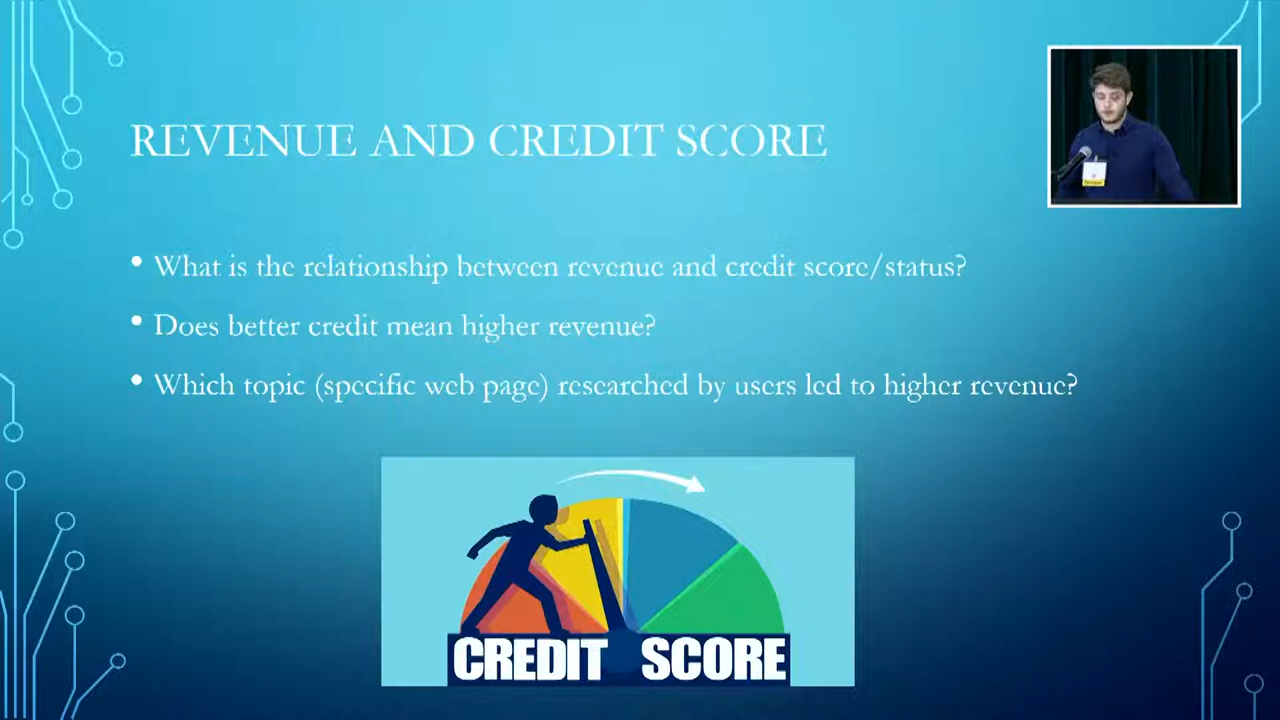 REVENUE AND CREDIT SCORE
• What is the relationship between revenue and credit score/status?
• Does better credit mean higher revenue?
• Which topic (specific web page) researched by users led to higher revenue?
CREDIT SCORE